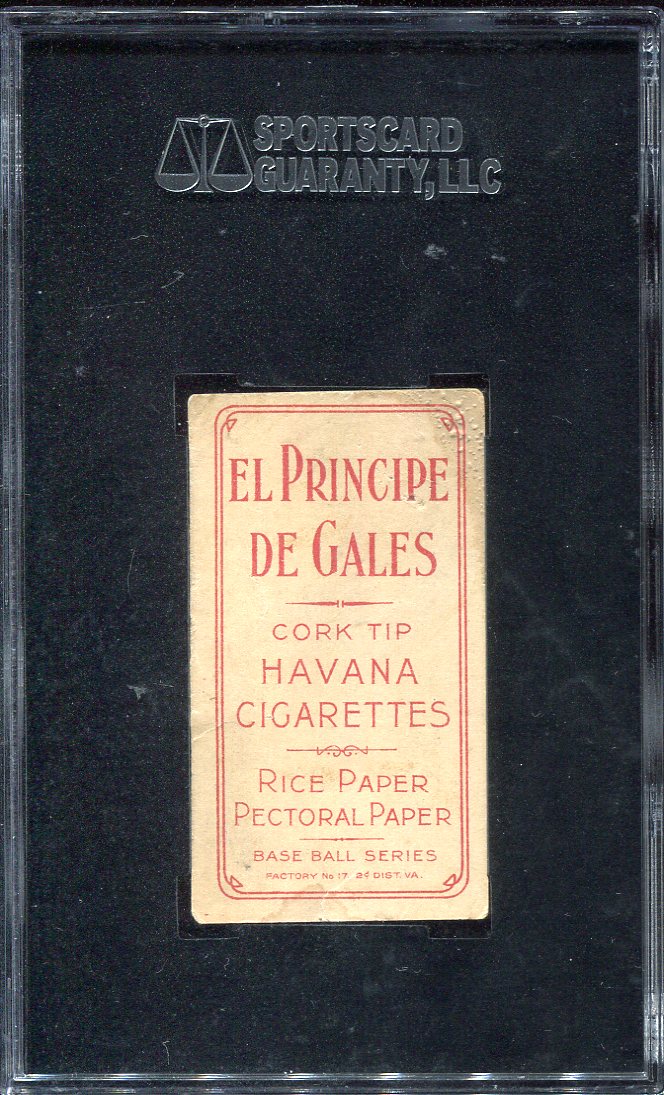 SPORTSCARD
GUARANTY, LLC
EL PRINCIPE
DE GALES
CORK TIP
HAVANA
CIGARETTES
RICE PAPER
PECTORAL PAPER
BASE BALL SERIES
FACTORY No 17 2d DIST. VA.